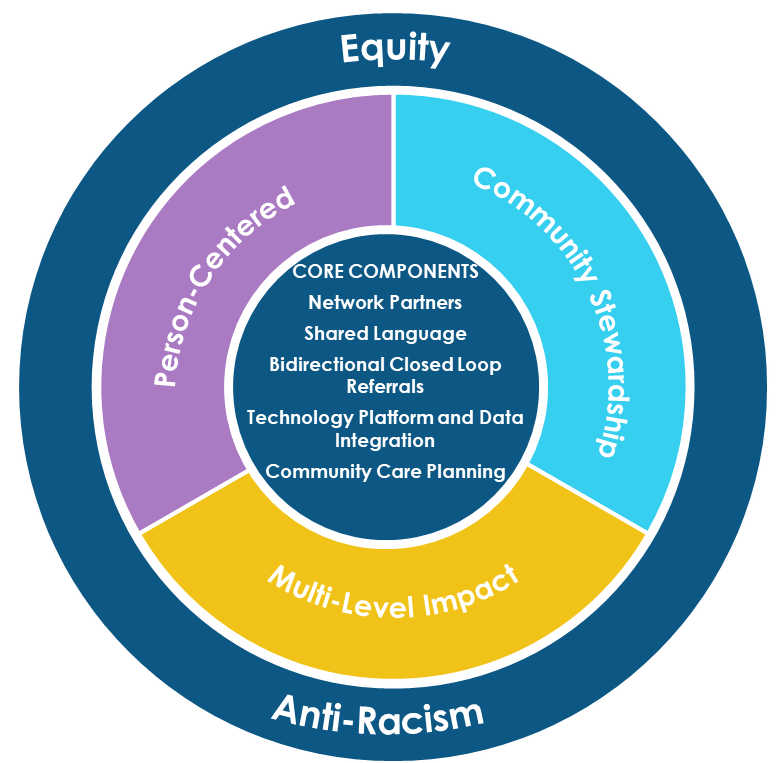 Equity
Person-Centered
Community Stewardship
CORE COMPONENTS
Network Partners
Shared Language
Bidirectional Closed Loop
Referrals
Technology Platform and Data
Integration
Community Care Planning
Multi-Level Impact
Anti-Racism